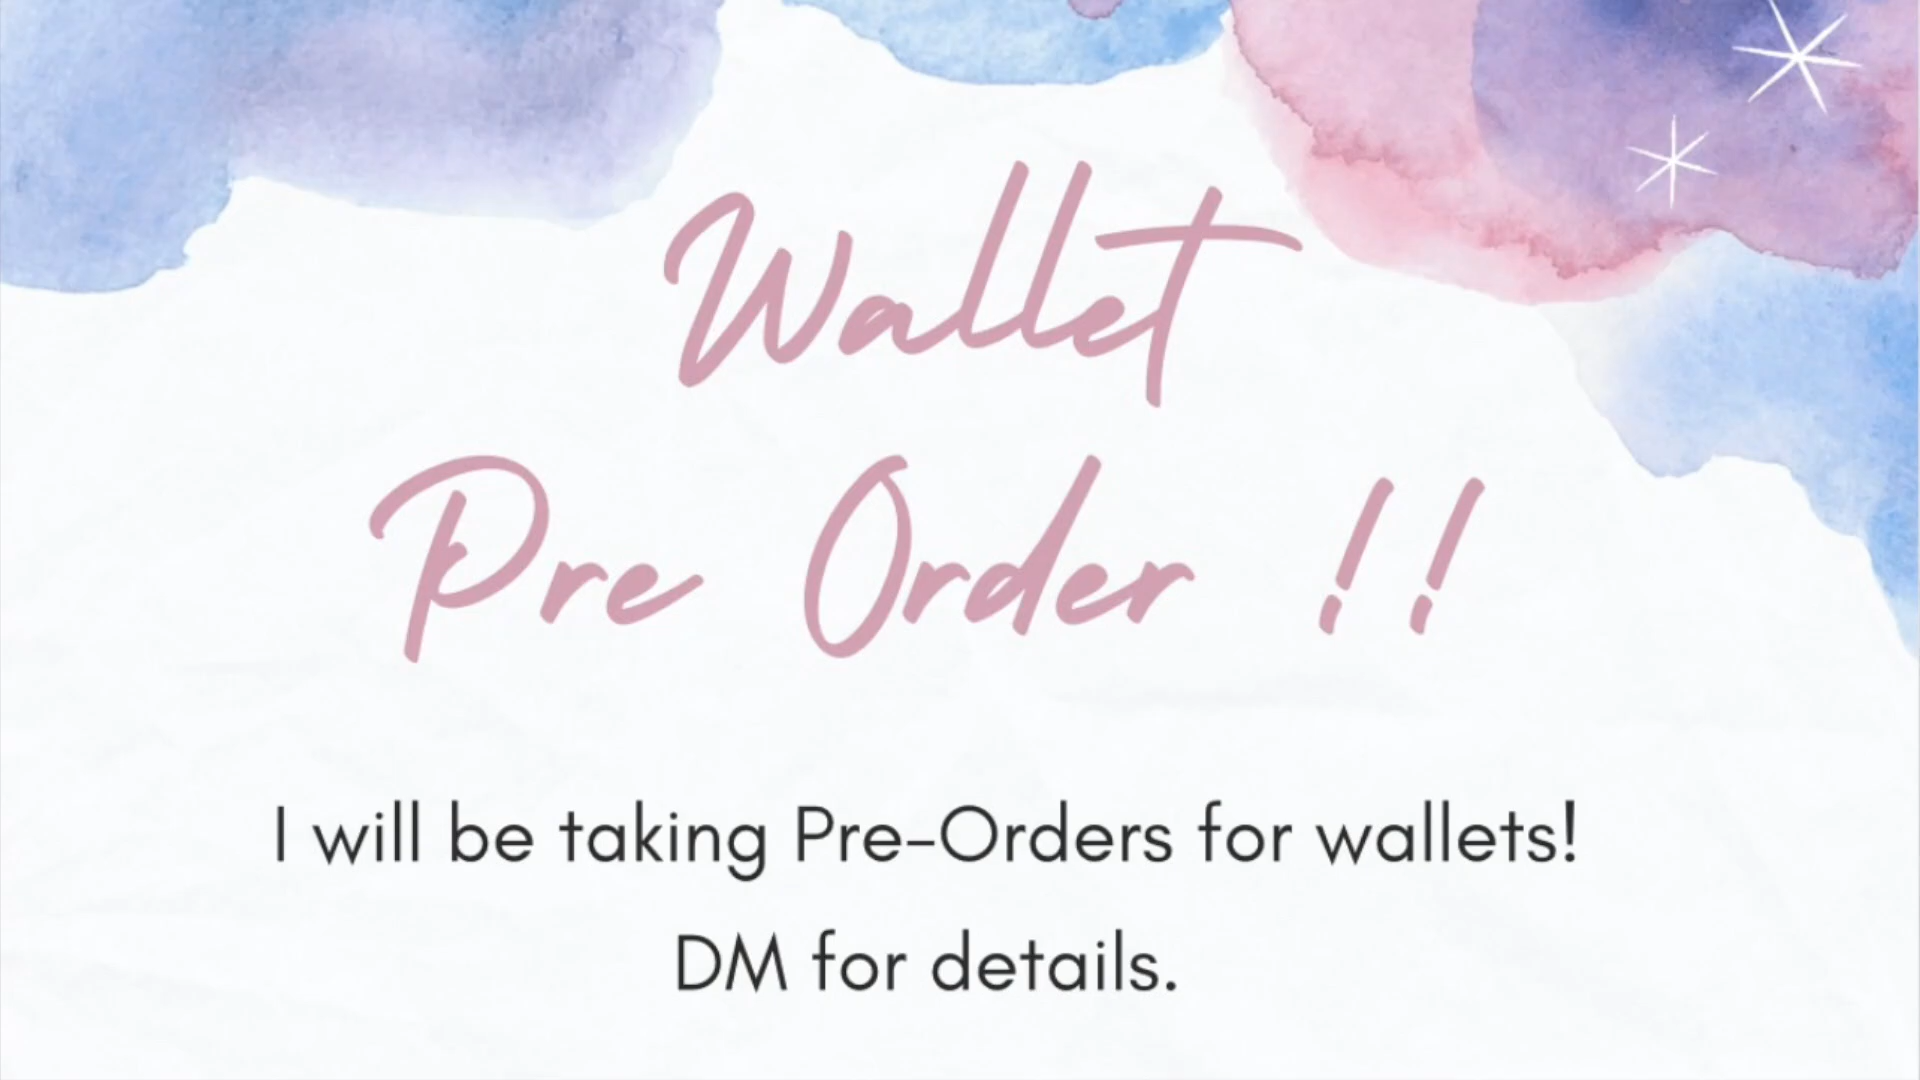 Wallet
Pre Order !!
I will be taking Pre-Orders for wallets!
DM for details.